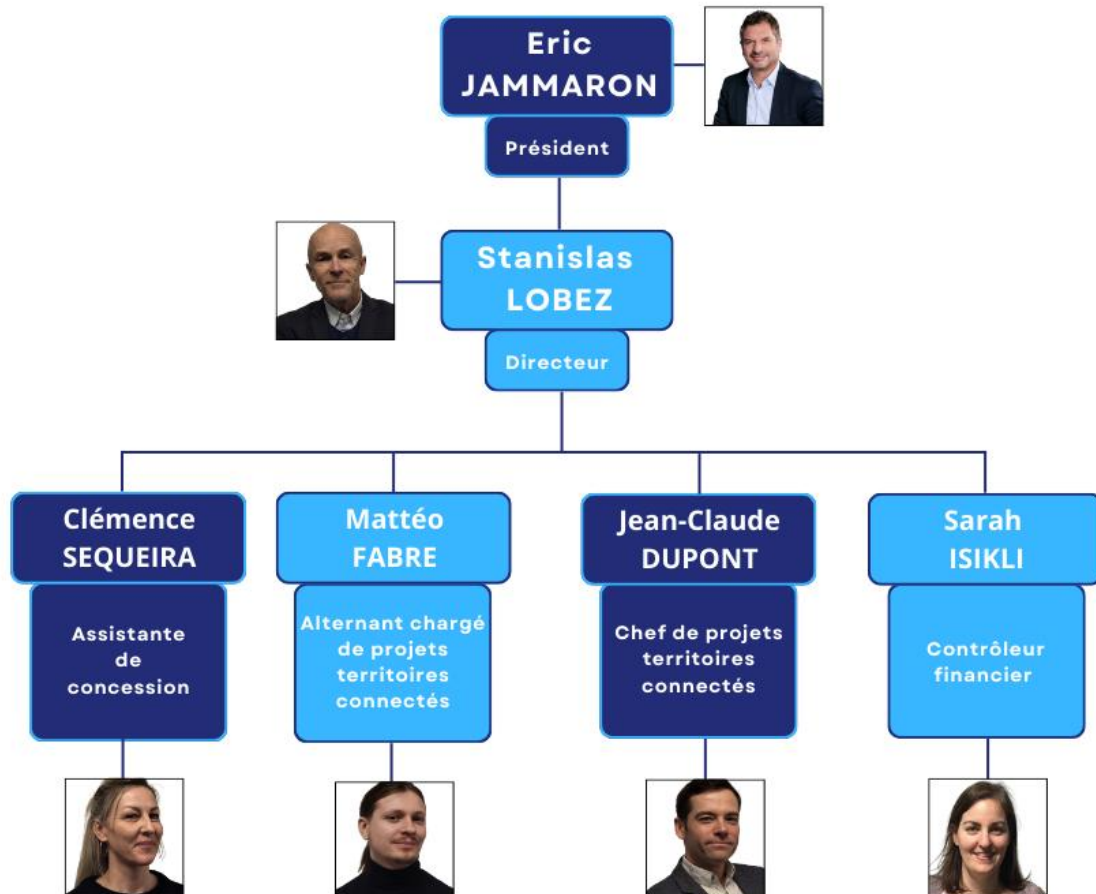 Eric
JAMMARON
Président
Stanislas
LOBEZ
Directeur
Clémence
SEQUEIRA
Assistante
de
concession
Mattéo
FABRE
Alternant chargé
de projets
territoires
connectés
Jean-Claude
DUPONT
Chef de projets
territoires
connectés
Sarah
ISIKLI
Contrôleur
financier